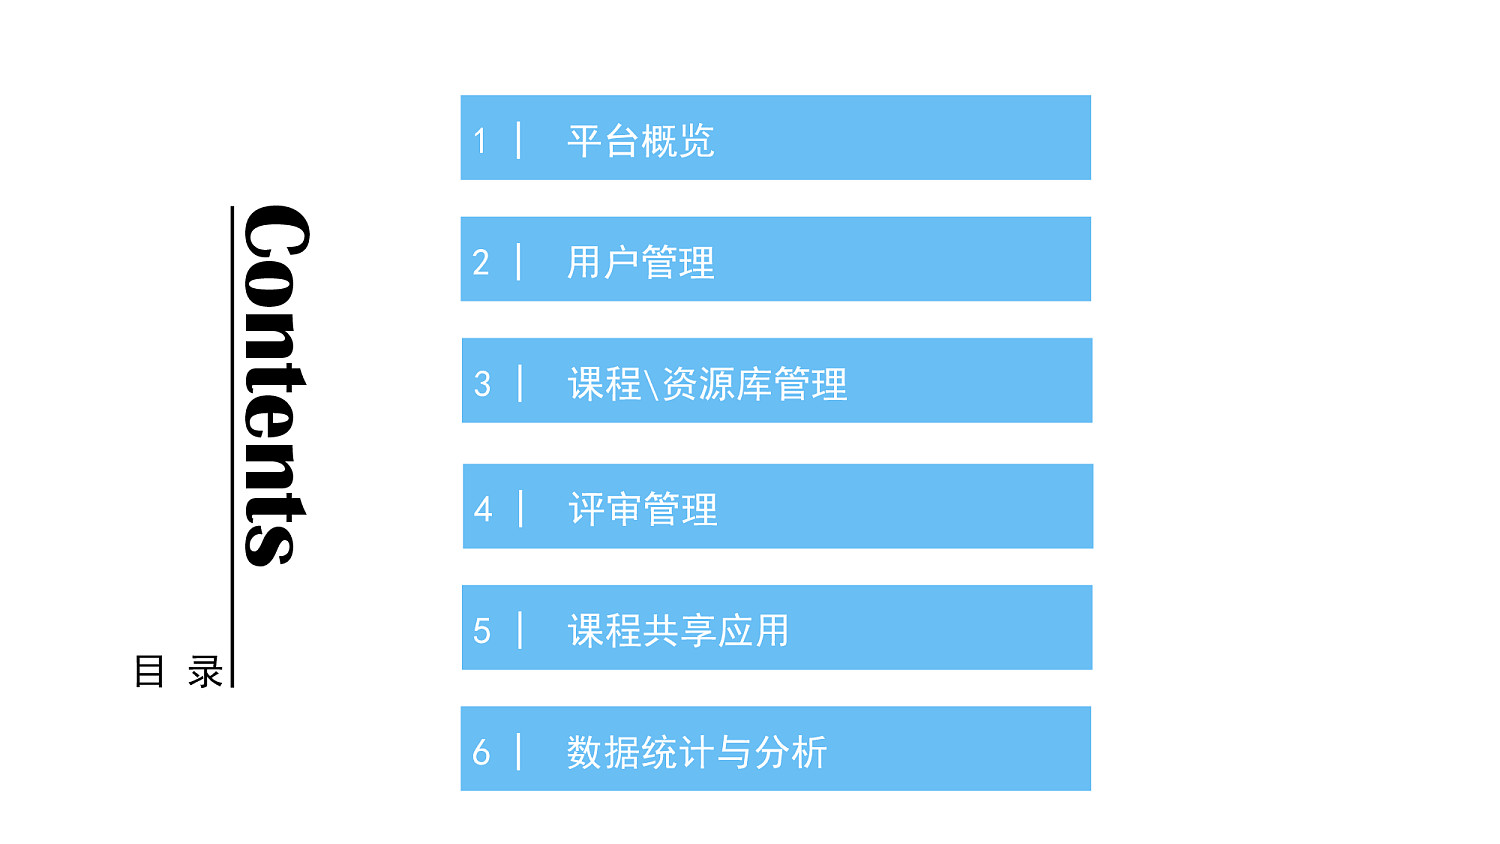 Contents
目 录
1 | 平台概览
2 | 用户管理
3 | 课程\资源库管理
4 | 评审管理
5 | 课程共享应用
6 | 数据统计与分析